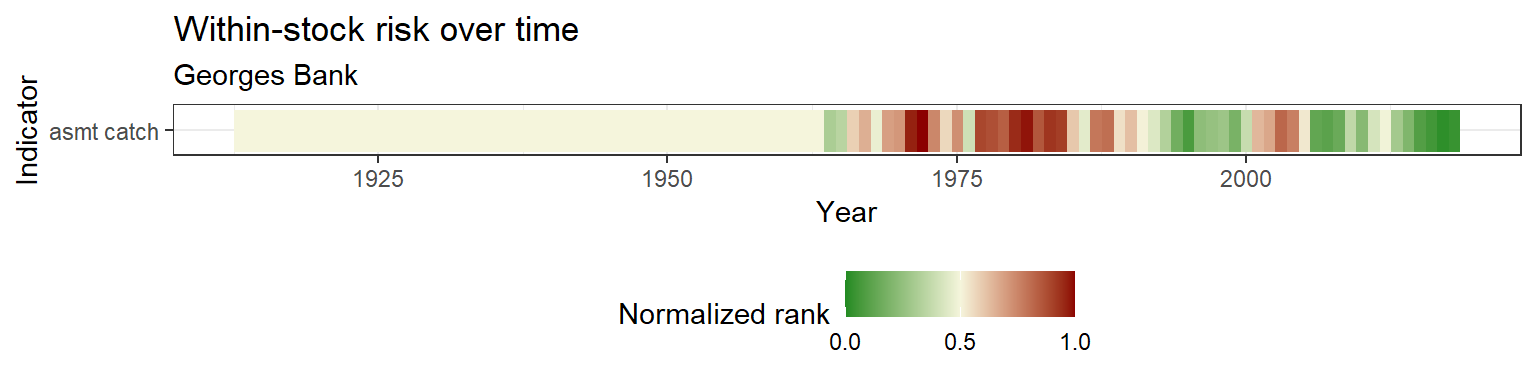 Within-stock risk over time
Georges Bank
Indicator
asmt catch
1925 1950 1975 2000
Year
Normalized rank
0.0 0.5 1.0